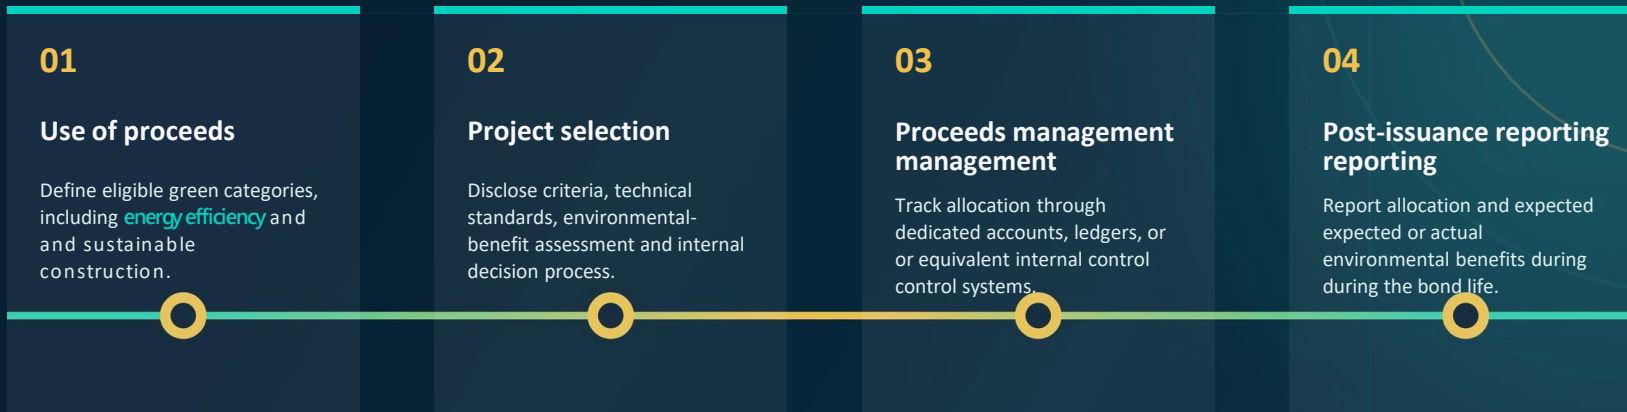 01
Use of proceeds
Define eligible green categories,
including energy efficiency and
and sustainable
construction.
02
Project selection
Disclose criteria, technical
standards, environmental-
benefit assessment and internal
decision process.
03
Proceeds management
management
Track allocation through
dedicated accounts, ledgers, or
or equivalent internal control
control systems.
04
Post-issuance reporting
reporting
Report allocation and expected
expected or actual
environmental benefits during
during the bond life.